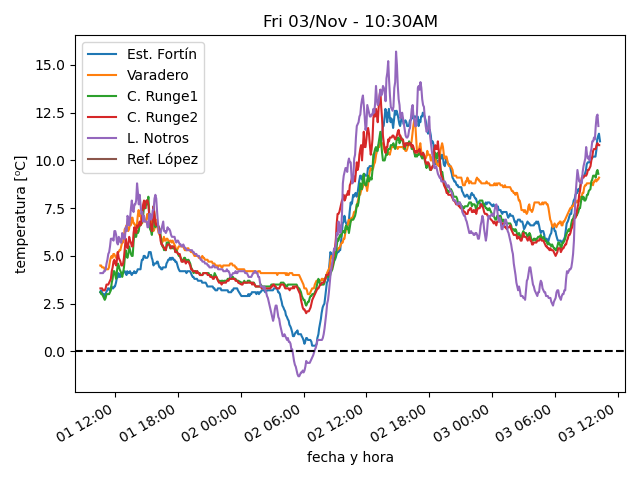 Fri 03/Nov - 10:30AM
Est. Fortín
Varadero
C. Runge1
C. Runge2
L. Notros
Ref. López
temperatura [ºC]
15.0
12.5
10.0
7.5
5.0
2.5
0.0
01 12:00
01 18:00
02 00:00
02 06:00
02 12:00
02 18:00
03 00:00
03 06:00
03 12:00
fecha y hora